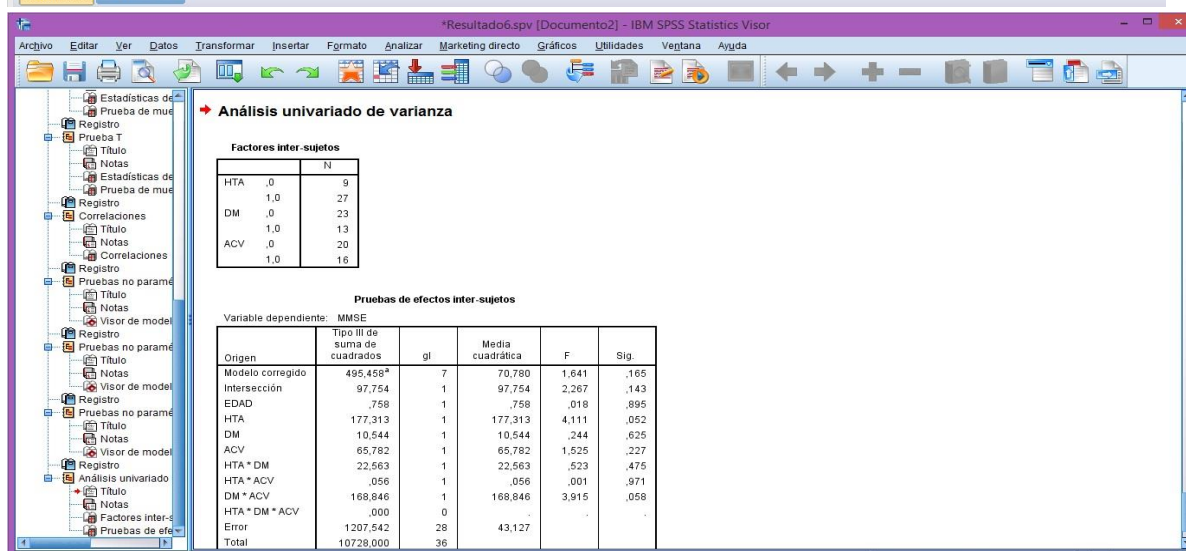 *Resultado6.spv [Documento2] - IBM SPSS Statistics Visor
Archivo Editar Ver Datos Transformar Insertar Formato Analizar Marketing directo Gráficos Utilidades Ventana Ayuda
Estadísticas de
Prueba de mue
Registro
Prueba T
Título
Notas
Estadísticas de
Prueba de mue
Registro
Correlaciones
Título
Notas
Correlaciones
Registro
Pruebas no paramé
Título
Notas
Visor de model
Registro
Pruebas no paramé
Título
Notas
Visor de model
Registro
Pruebas no paramé
Título
Notas
Visor de model
Registro
Análisis univariado
Título
Notas
Factores inter-s
Pruebas de efe
Análisis univariado de varianza
Factores inter-sujetos
N
HTA ,0 9
1,0 27
DM ,0 23
1,0 13
ACV ,0 20
1,0 16
Pruebas de efectos inter-sujetos
Variable dependiente: MMSE
Origen Tipo III de suma de cuadrados gl Media cuadrática F Sig.
Modelo corregido 495,458a 7 70,780 1,641 ,165
Intersección 97,754 1 97,754 2,267 ,143
EDAD ,758 1 ,758 ,018 ,895
HTA 177,313 1 177,313 4,111 ,052
DM 10,544 1 10,544 ,244 ,625
ACV 65,782 1 65,782 1,525 ,227
HTA * DM 22,563 1 22,563 ,523 ,475
HTA * ACV ,056 1 ,056 ,001 ,971
DM * ACV 168,846 1 168,846 3,915 ,058
HTA * DM * ACV ,000 0 . . .
Error 1207,542 28 43,127
Total 10728,000 36